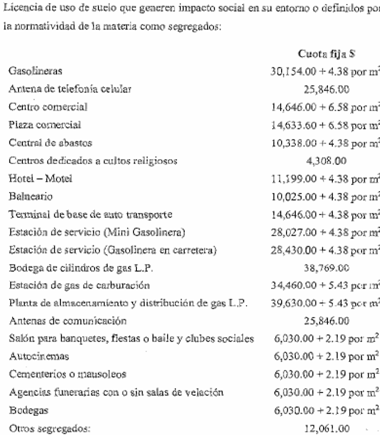 Licencia de uso de suelo que generen impacto social en su entorno o definidos por
la normatividad de la materia como segregados:
Cuota fija $
Gasolineras 30,154.00 + 4.38 por m²
Antena de telefonía celular 25,846.00
Centro comercial 14,646.00 + 6.58 por m²
Plaza comercial 14,633.60 + 6.58 por m²
Central de abastos 10,338.00 + 4.38 por m²
Centros dedicados a cultos religiosos 4,308.00
Hotel – Motel 11,199.00 + 4.38 por m²
Balneario 10,025.00 + 4.38 por m²
Terminal de base de auto transporte 14,646.00 + 4.38 por m²
Estación de servicio (Mini Gasolinera) 28,027.00 + 4.38 por m²
Estación de servicio (Gasolinera en carretera) 28,430.00 + 4.38 por m²
Bodega de cilindros de gas L.P. 38,769.00
Estación de gas de carburación 34,460.00 + 5.43 por m²
Planta de almacenamiento y distribución de gas L.P. 39,630.00 + 5.43 por m²
Antenas de comunicación 25,846.00
Salón para banquetes, fiestas o baile y clubes sociales 6,030.00 + 2.19 por m²
Autocinemas 6,030.00 + 2.19 por m²
Cementerios o mausoleos 6,030.00 + 2.19 por m²
Agencias funerarias con o sin salas de velación 6,030.00 + 2.19 por m²
Bodegas 6,030.00 + 2.19 por m²
Otros segregados: 12,061.00